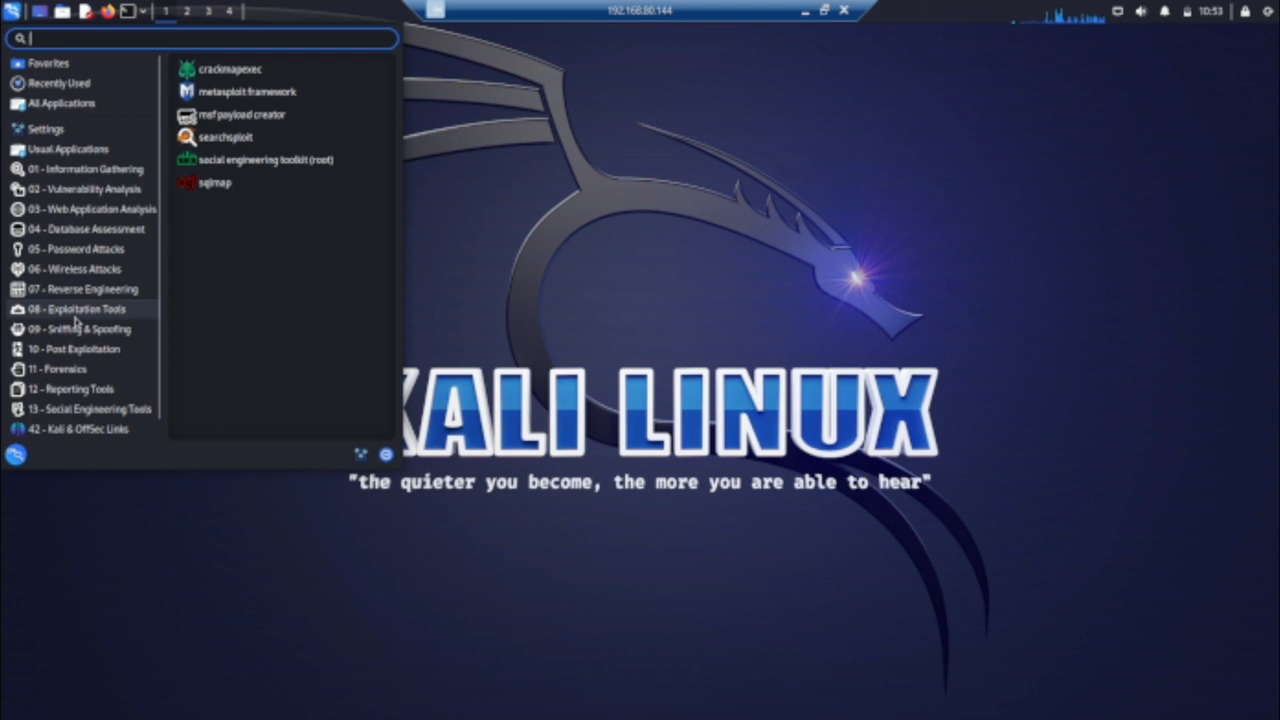 1 2 3 4
192.168.80.144
10:53
Favorites
Recently Used
All Applications
Settings
Usual Applications
01 - Information Gathering
02 - Vulnerability Analysis
03 - Web Application Analysis
04 - Database Assessment
05 - Password Attacks
06 - Wireless Attacks
07 - Reverse Engineering
08 - Exploitation Tools
09 - Sniffing & Spoofing
10 - Post Exploitation
11 - Forensics
12 - Reporting Tools
13 - Social Engineering Tools
42 - Kali & OffSec Links
crackmapexec
metasploit framework
msf payload creator
searchsploit
social engineering toolkit (root)
sqlmap
KALI LINUX
"the quieter you become, the more you are able to hear"